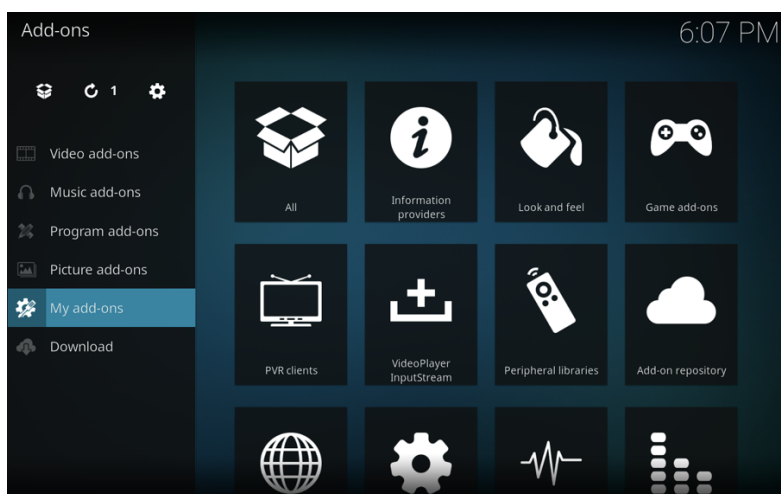 Add-ons
6:07 PM
1
Video add-ons
Music add-ons
Program add-ons
Picture add-ons
My add-ons
Download
All
Information
providers
Look and feel
Game add-ons
PVR clients
VideoPlayer
InputStream
Peripheral libraries
Add-on repository